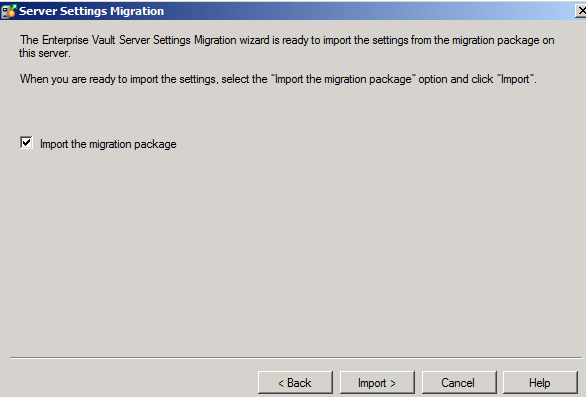 Server Settings Migration
The Enterprise Vault Server Settings Migration wizard is ready to import the settings from the migration package on
this server.
When you are ready to import the settings, select the "Import the migration package" option and click "Import".
Import the migration package
< Back
Import >
Cancel
Help